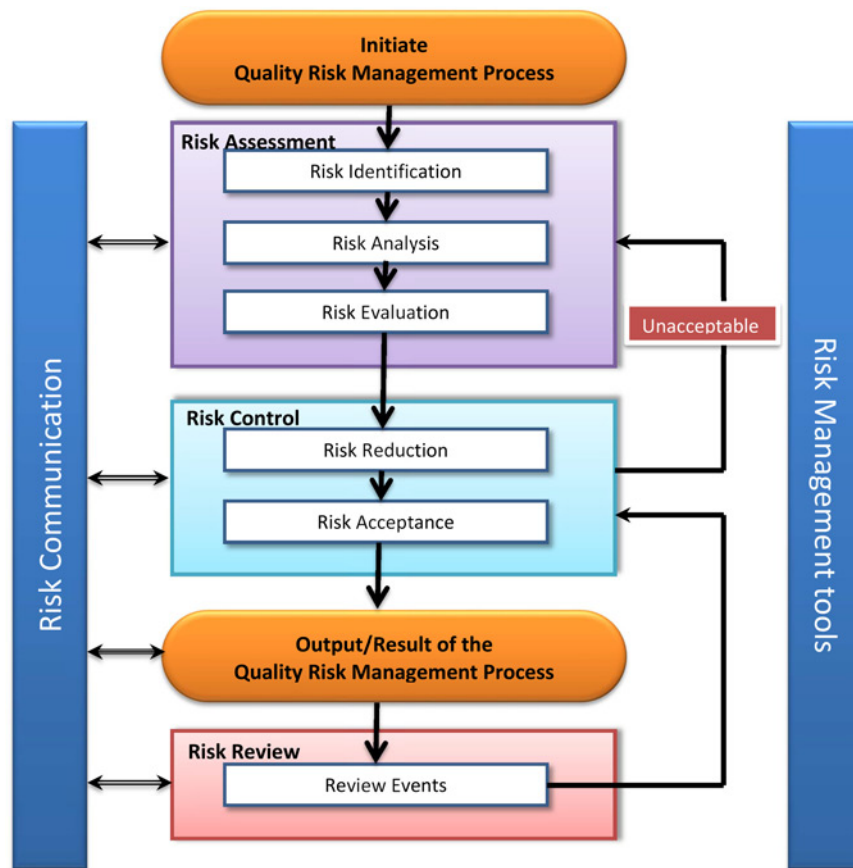 Initiate
Quality Risk Management Process
Risk Assessment
Risk Identification
Risk Analysis
Risk Evaluation
Unacceptable
Risk Control
Risk Reduction
Risk Acceptance
Output/Result of the
Quality Risk Management Process
Risk Review
Review Events
Risk Communication
Risk Management tools